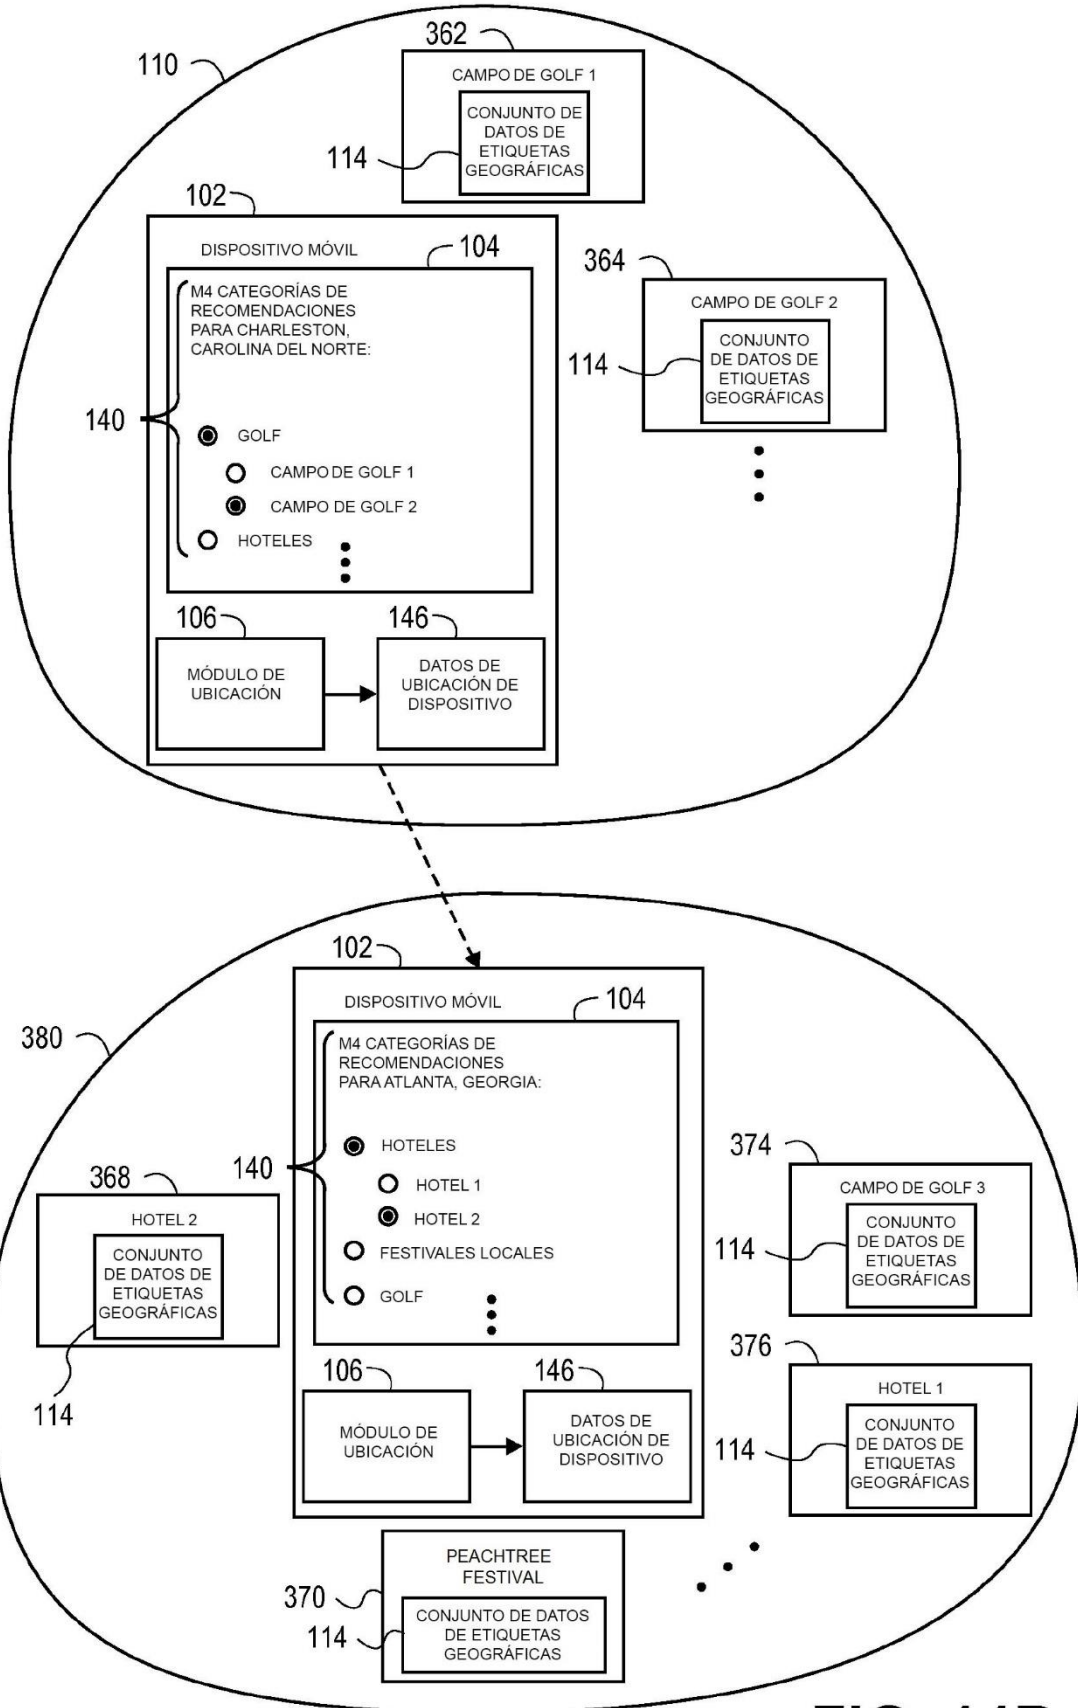 362
110
CAMPO DE GOLF 1
CONJUNTO DE
DATOS DE
ETIQUETAS
GEOGRÁFICAS
114
102
DISPOSITIVO MÓVIL
104
M4 CATEGORÍAS DE
RECOMENDACIONES
PARA CHARLESTON,
CAROLINA DEL NORTE:
140
GOLF
CAMPO DE GOLF 1
CAMPO DE GOLF 2
HOTELES
364
CAMPO DE GOLF 2
CONJUNTO
DE DATOS DE
ETIQUETAS
GEOGRÁFICAS
114
106
MÓDULO DE
UBICACIÓN
146
DATOS DE
UBICACIÓN DE
DISPOSITIVO
380
102
DISPOSITIVO MÓVIL
104
M4 CATEGORÍAS DE
RECOMENDACIONES
PARA ATLANTA, GEORGIA:
140
HOTELES
HOTEL 1
HOTEL 2
FESTIVALES LOCALES
GOLF
368
HOTEL 2
CONJUNTO
DE DATOS DE
ETIQUETAS
GEOGRÁFICAS
114
374
CAMPO DE GOLF 3
CONJUNTO
DE DATOS DE
ETIQUETAS
GEOGRÁFICAS
114
376
HOTEL 1
CONJUNTO
DE DATOS DE
ETIQUETAS
GEOGRÁFICAS
114
106
MÓDULO DE
UBICACIÓN
146
DATOS DE
UBICACIÓN DE
DISPOSITIVO
PEACHTREE
FESTIVAL
370
CONJUNTO DE DATOS
DE ETIQUETAS
GEOGRÁFICAS
114